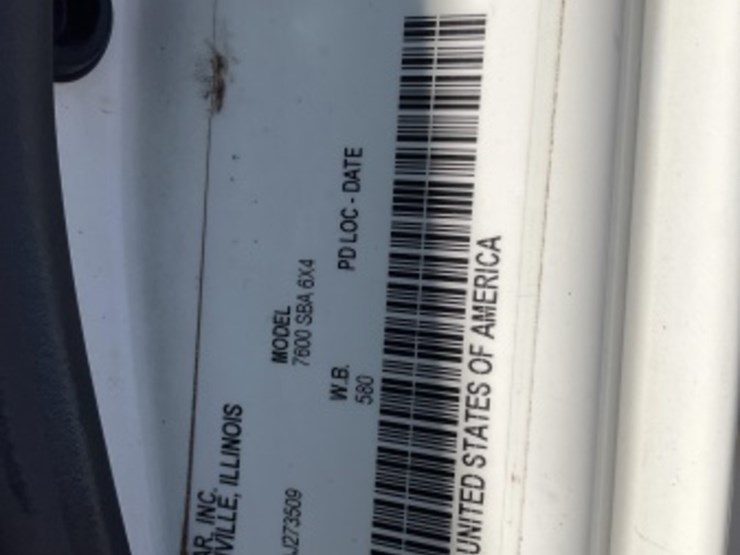 AR, INC.
VILLE, ILLINOIS
MODEL
7600 SBA 6X4
J273509
W.B.
580
PD LOC - DATE
UNITED STATES OF AMERICA